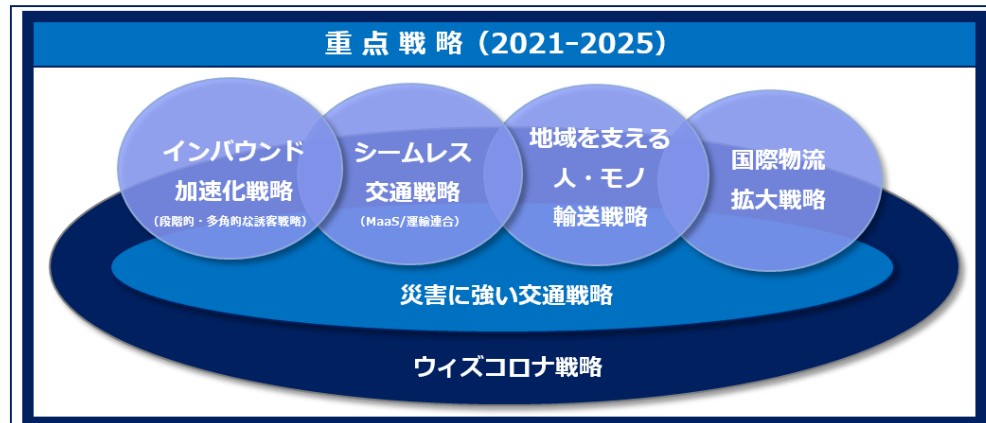 重点戦略（2021-2025）
インバウンド
加速化戦略
（段階的・多角的な誘客戦略）
シームレス
交通戦略
（MaaS/運輸連合）
地域を支える
人・モノ
輸送戦略
国際物流
拡大戦略
災害に強い交通戦略
ウィズコロナ戦略